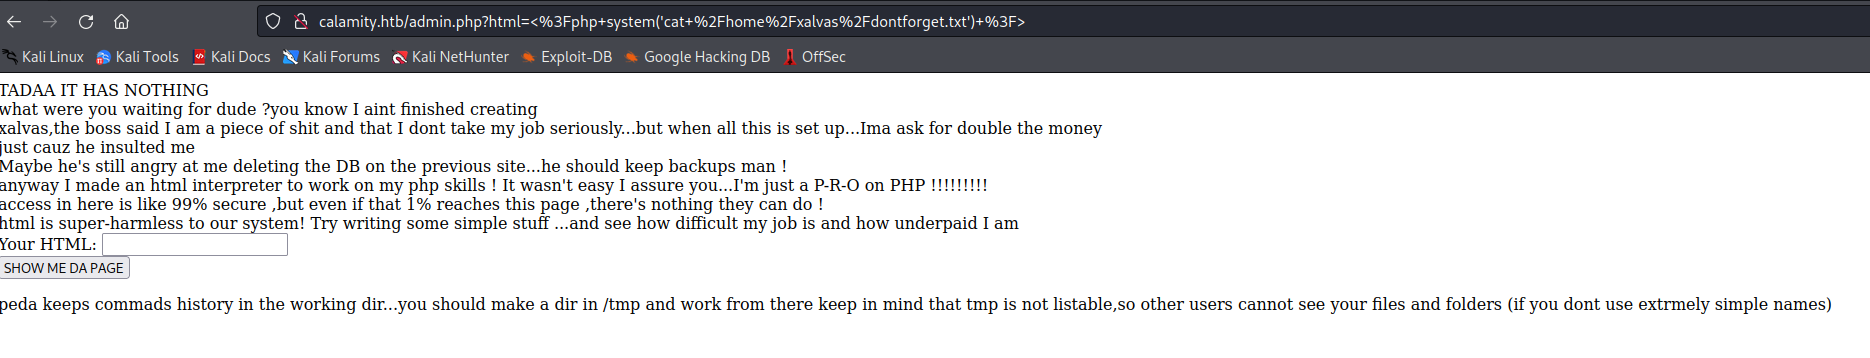 calamity.htb/admin.php?html=<%3Fphp+system('cat+%2Fhome%2Fxalvas%2Fdontforget.txt')+%3F>
Kali Linux Kali Tools Kali Docs Kali Forums Kali NetHunter Exploit-DB Google Hacking DB OffSec
TADAA IT HAS NOTHING
what were you waiting for dude ?you know I aint finished creating
xalvas,the boss said I am a piece of shit and that I dont take my job seriously...but when all this is set up...Ima ask for double the money
just cauz he insulted me
Maybe he's still angry at me deleting the DB on the previous site...he should keep backups man !
anyway I made an html interpreter to work on my php skills ! It wasn't easy I assure you...I'm just a P-R-O on PHP !!!!!!!!!
access in here is like 99% secure ,but even if that 1% reaches this page ,there's nothing they can do !
html is super-harmless to our system! Try writing some simple stuff ...and see how difficult my job is and how underpaid I am
Your HTML:
SHOW ME DA PAGE
peda keeps commads history in the working dir...you should make a dir in /tmp and work from there keep in mind that tmp is not listable,so other users cannot see your files and folders (if you dont use extrmely simple names)